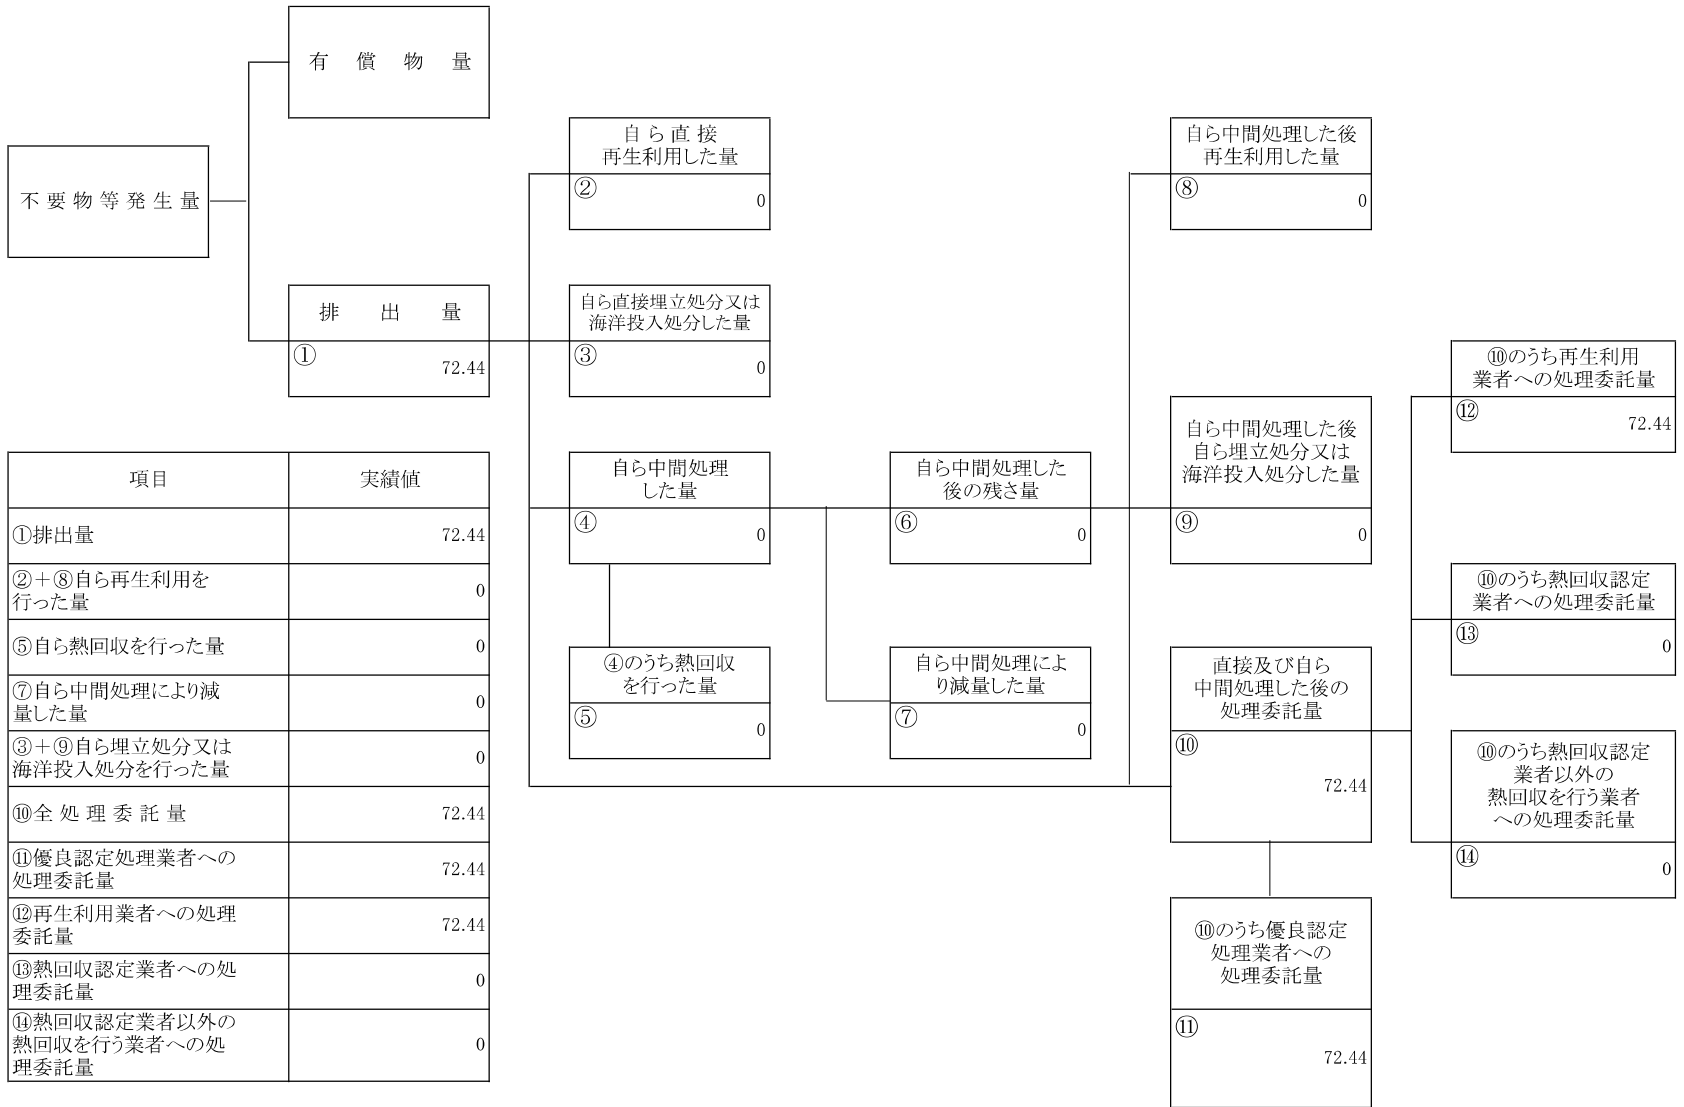 有償物量
不要物等発生量
排出量
①
72.44
自ら直接
再生利用した量
②
0
自ら直接埋立処分又は
海洋投入処分した量
③
0
自ら中間処理
した量
④
0
④のうち熱回収
を行った量
⑤
0
自ら中間処理した
後の残さ量
⑥
0
自ら中間処理によ
り減量した量
⑦
0
自ら中間処理した後
再生利用した量
⑧
0
自ら中間処理した後
自ら埋立処分又は
海洋投入処分した量
⑨
0
直接及び自ら
中間処理した後の
処理委託量
⑩
72.44
⑩のうち優良認定
処理業者への
処理委託量
⑪
72.44
⑩のうち再生利用
業者への処理委託量
⑫
72.44
⑩のうち熱回収認定
業者への処理委託量
⑬
0
⑩のうち熱回収認定
業者以外の
熱回収を行う業者
への処理委託量
⑭
0
項目 実績値
①排出量 72.44
②＋⑧自ら再生利用を
行った量 0
⑤自ら熱回収を行った量 0
⑦自ら中間処理により減
量した量 0
③＋⑨自ら埋立処分又は
海洋投入処分を行った量 0
⑩全処理委託量 72.44
⑪優良認定処理業者への
処理委託量 72.44
⑫再生利用業者への処理
委託量 72.44
⑬熱回収認定業者への処
理委託量 0
⑭熱回収認定業者以外の
熱回収を行う業者への処
理委託量 0